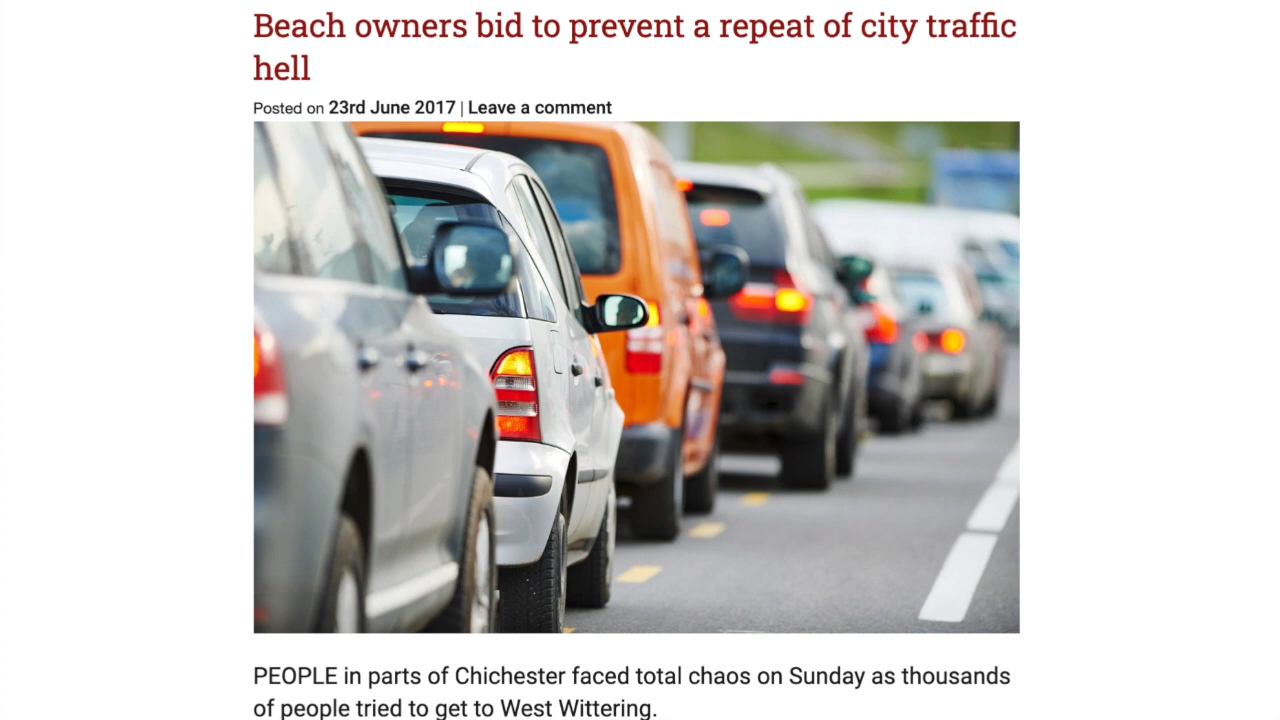 Beach owners bid to prevent a repeat of city traffic
hell
Posted on 23rd June 2017 | Leave a comment
PEOPLE in parts of Chichester faced total chaos on Sunday as thousands
of people tried to get to West Wittering.